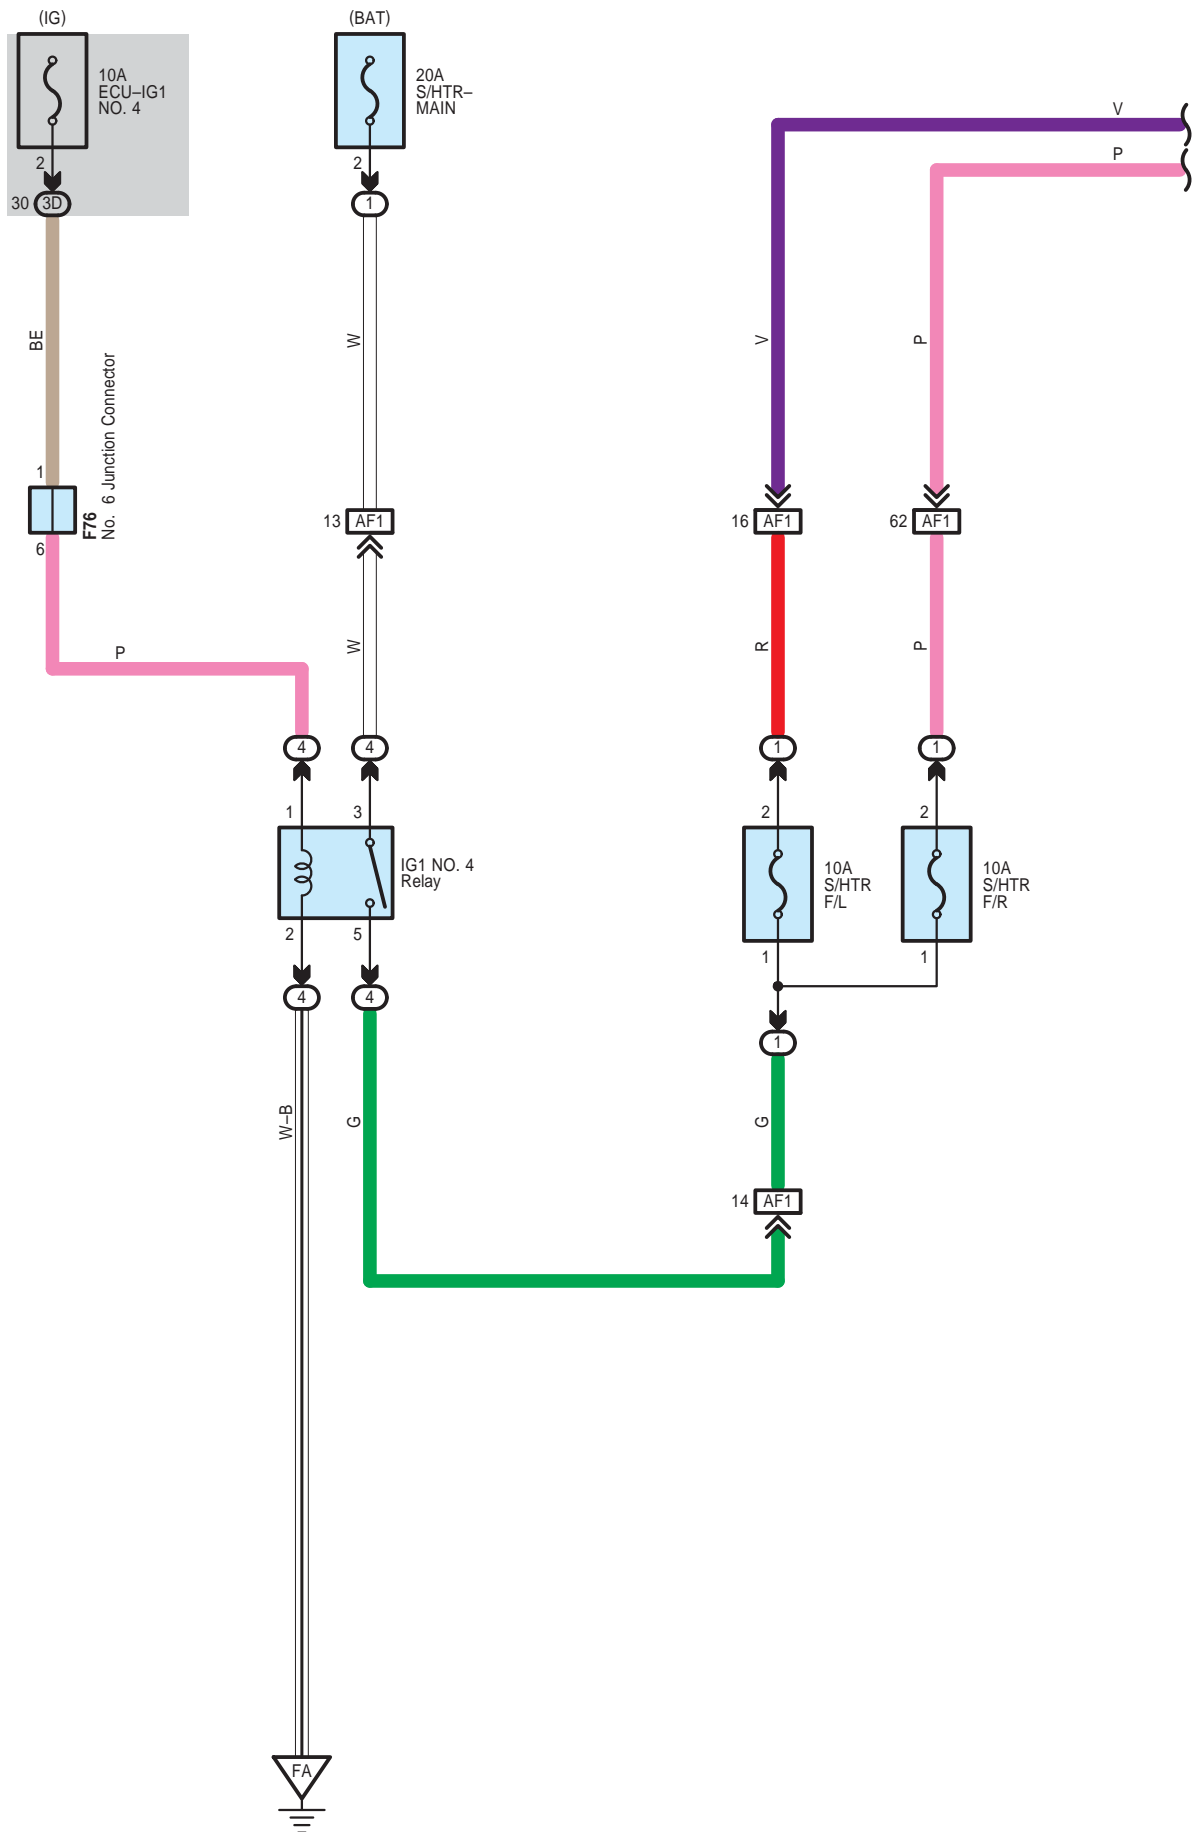 (IG)
(BAT)
10A
ECU–IG1
NO. 4
20A
S/HTR–
MAIN
V
2
2
P
30
3D
1
BE
W
V
P
1
F76
No. 6 Junction Connector
6
13 AF1
16 AF1
62 AF1
P
W
R
P
4
4
1
1
1
3
2
2
IG1 NO. 4
Relay
10A
S/HTR
F/L
10A
S/HTR
F/R
2
5
1
1
4
4
1
W–B
G
G
14 AF1
FA